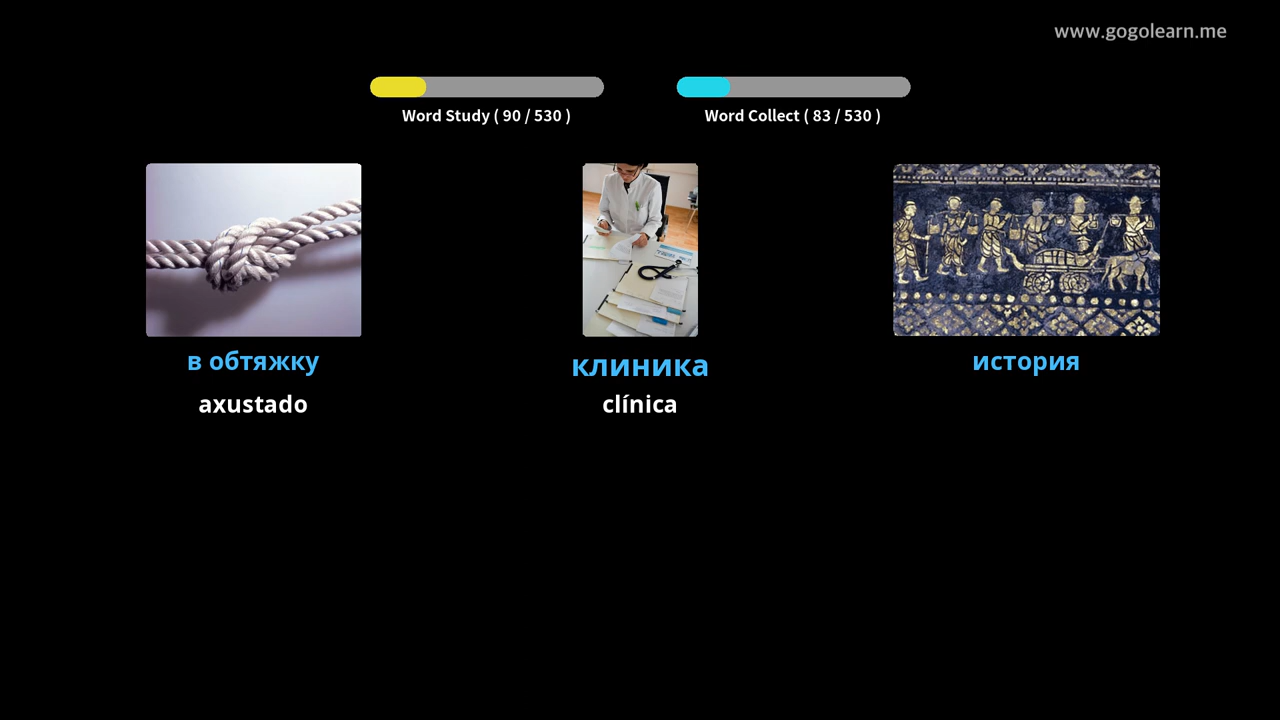 www.gogolearn.me
Word Study ( 90 / 530 )
Word Collect ( 83 / 530 )
в обтяжку
клиника
история
axustado
clínica